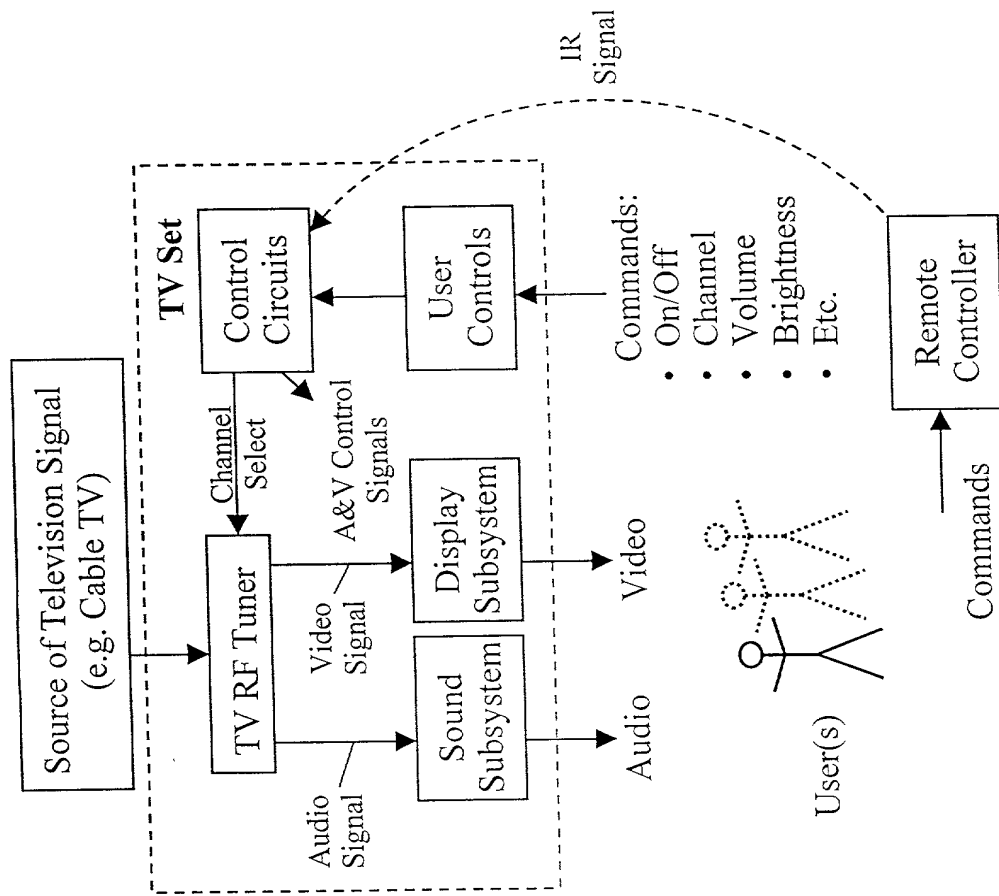 Source of Television Signal
(e.g. Cable TV)
TV Set
TV RF Tuner
Channel
Select
Control
Circuits
Audio
Signal
Video
Signal
A&V Control
Signals
Sound
Subsystem
Display
Subsystem
User
Controls
IR
Signal
Audio
Video
Commands:
• On/Off
• Channel
• Volume
• Brightness
• Etc.
User(s)
Commands
Remote
Controller